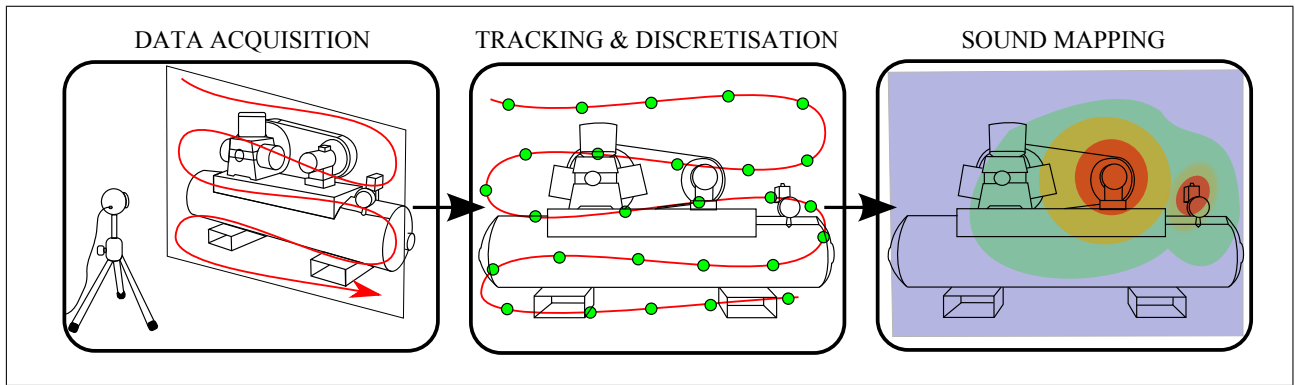 DATA ACQUISITION
TRACKING & DISCRETISATION
SOUND MAPPING